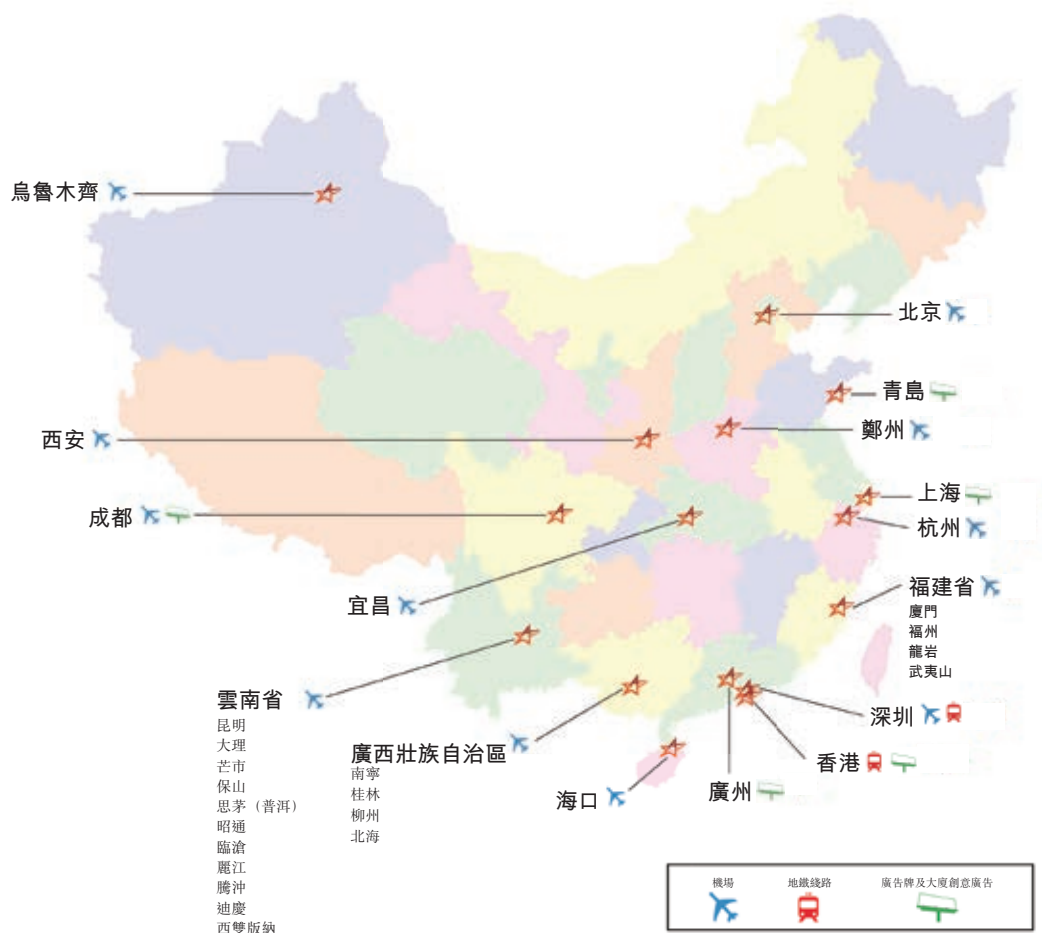 烏魯木齊
北京
青島
西安
鄭州
成都
上海
杭州
宜昌
福建省
廈門
福州
龍岩
武夷山
雲南省
昆明
大理
芒市
保山
思茅（普洱）
昭通
臨滄
麗江
騰沖
迪慶
西雙版納
廣西壯族自治區
南寧
桂林
柳州
北海
海口
廣州
深圳
香港
機場
地鐵綫路
廣告牌及大廈創意廣告